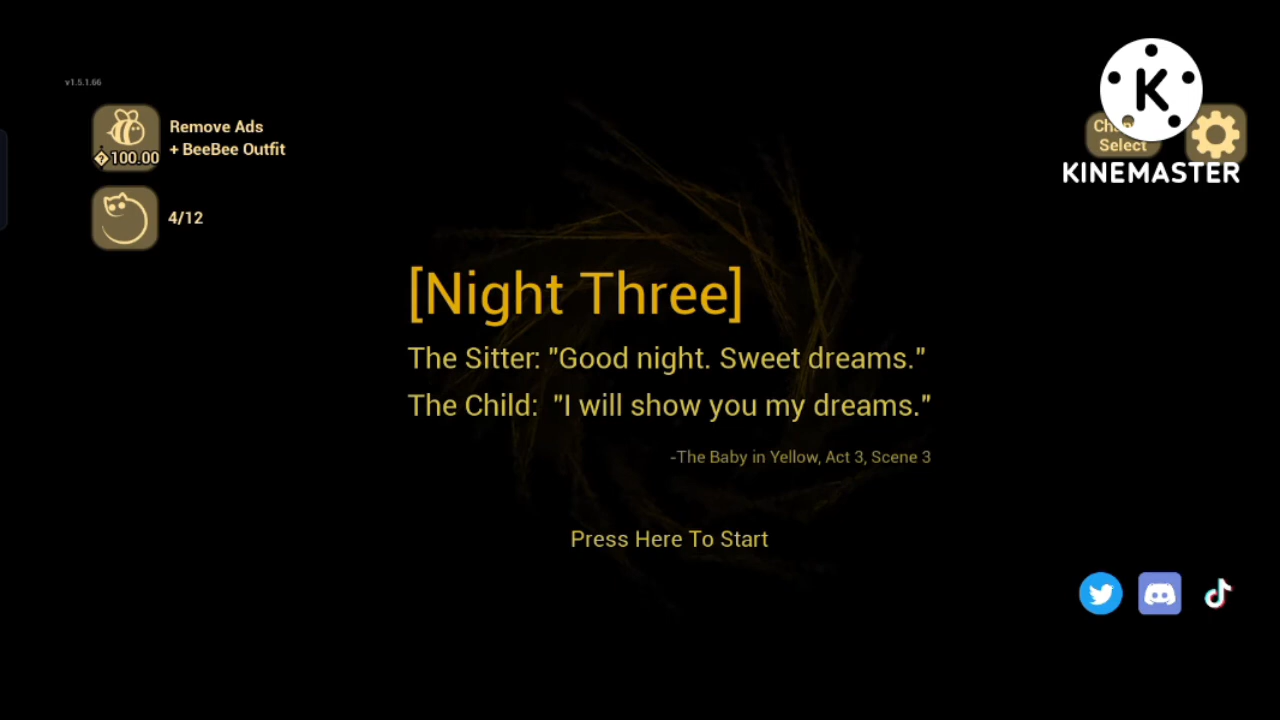 v1.5.1.66
Remove Ads
+ BeeBee Outfit
100.00
4/12
K
KINEMASTER
Select
[Night Three]
The Sitter: "Good night. Sweet dreams."
The Child:  "I will show you my dreams."
-The Baby in Yellow, Act 3, Scene 3
Press Here To Start